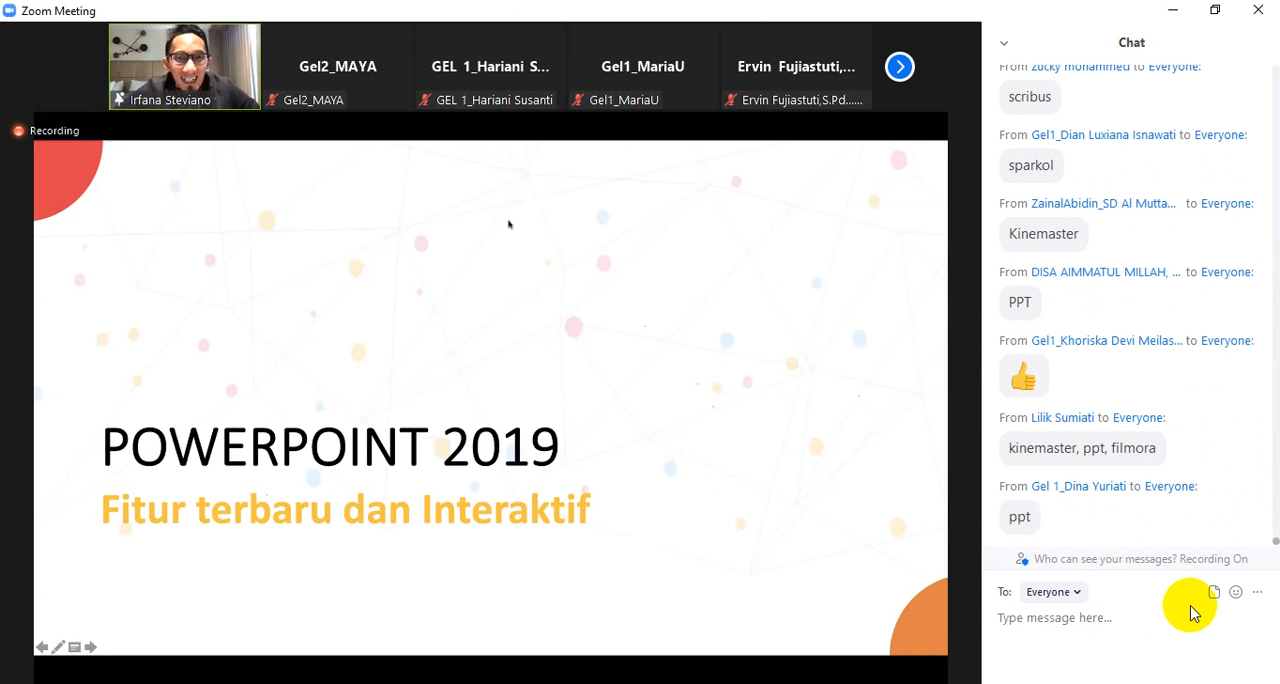 Zoom Meeting
Irfana Steviano
Gel2_MAYA
Gel2_MAYA
GEL 1_Hariani S...
GEL 1_Hariani Susanti
Gel1_MariaU
Gel1_MariaU
Ervin Fujiastuti,...
Ervin Fujiastuti,S.Pd......
Recording
POWERPOINT 2019
Fitur terbaru dan Interaktif
Chat
From zucky mohammed to Everyone:
scribus
From Gel1_Dian Luxiana Isnawati to Everyone:
sparkol
From ZainalAbidin_SD Al Mutta... to Everyone:
Kinemaster
From DISA AIMMATUL MILLAH, ... to Everyone:
PPT
From Gel1_Khoriska Devi Meilas... to Everyone:
From Lilik Sumiati to Everyone:
kinemaster, ppt, filmora
From Gel 1_Dina Yuriati to Everyone:
ppt
Who can see your messages? Recording On
To: Everyone
Type message here...